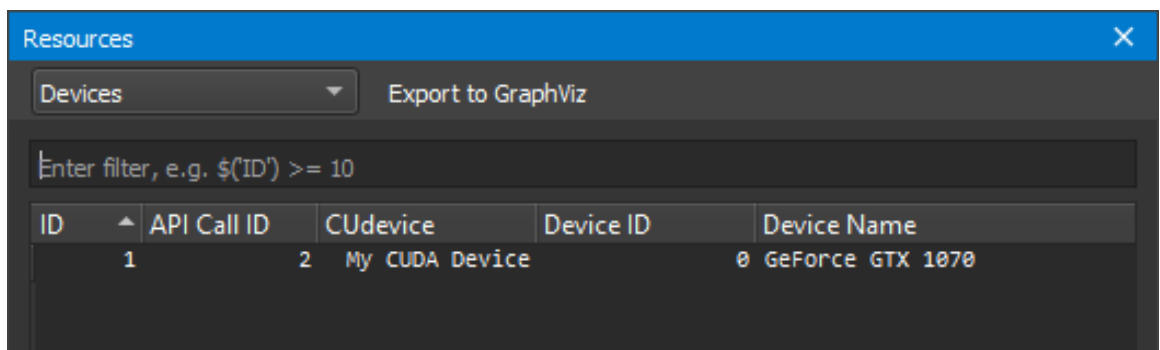 Resources
Devices Export to GraphViz
Enter filter, e.g. $('ID') >= 10
ID API Call ID CUdevice Device ID Device Name
1 2 My CUDA Device 0 GeForce GTX 1070